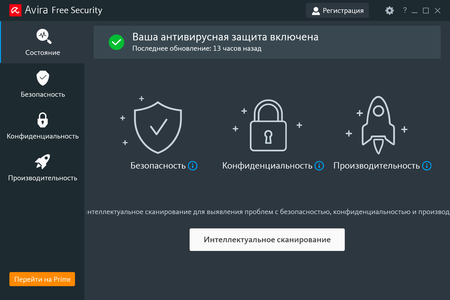 Avira Free Security
Регистрация
?
Состояние
Безопасность
Конфиденциальность
Производительность
Перейти на Prime
Ваша антивирусная защита включена
Последнее обновление: 13 часов назад
Безопасность
Конфиденциальность
Производительность
нтеллектуальное сканирование для выявления проблем с безопасностью, конфиденциальностью и производ
Интеллектуальное сканирование